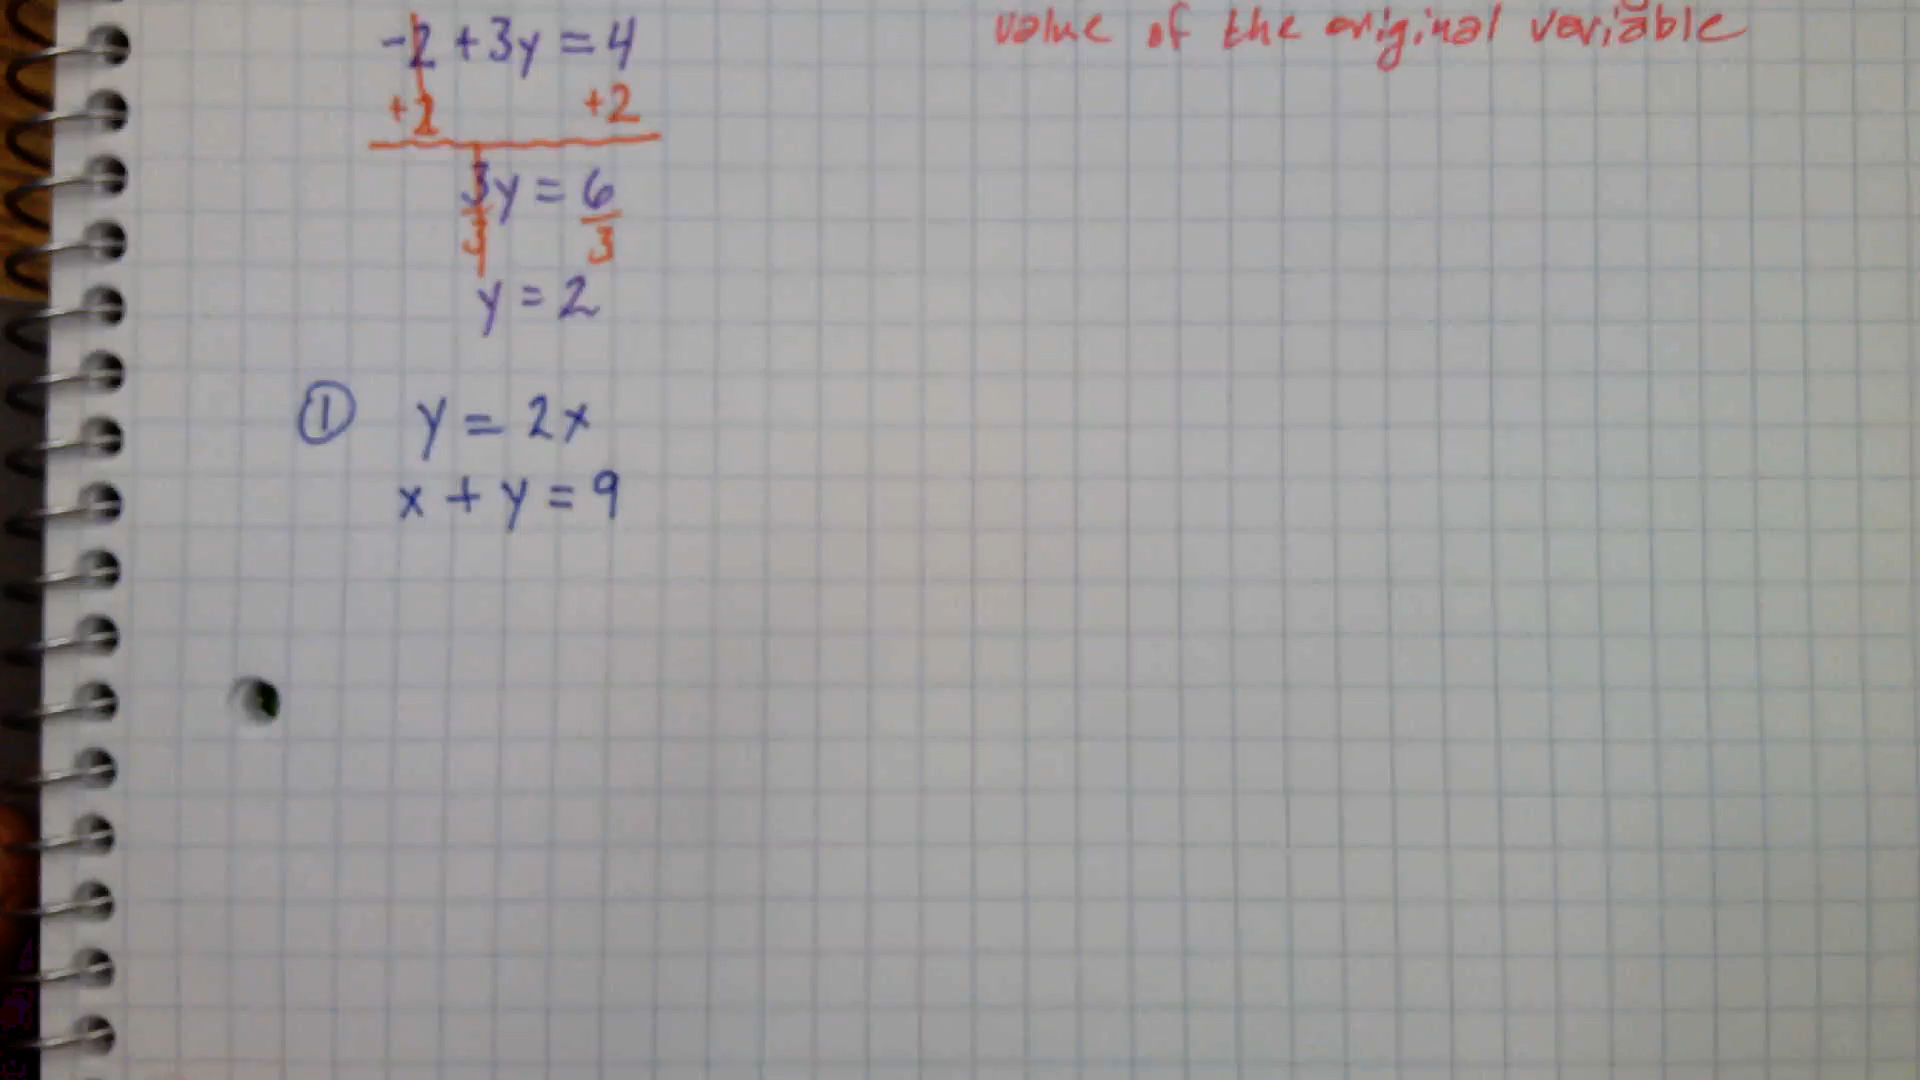 -2 + 3y = 4
+2 +2
3y = 6
3 3
y = 2
value of the original variable
① y = 2x
x + y = 9